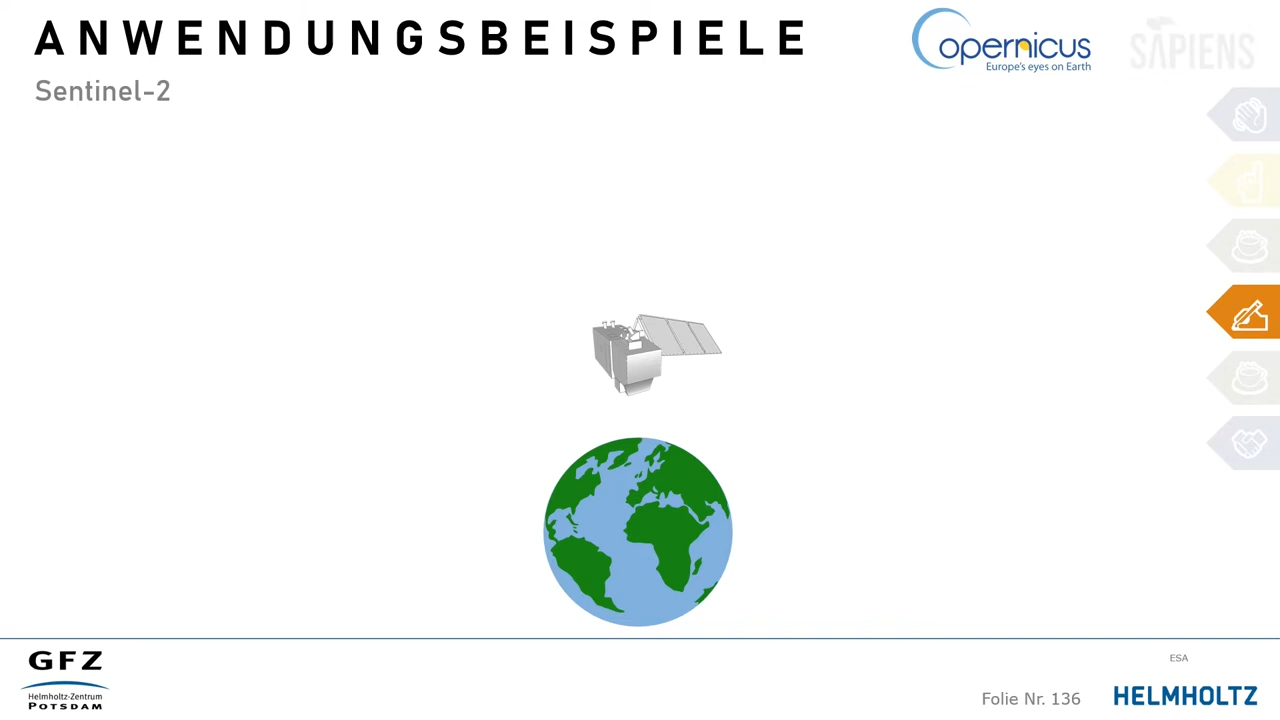 ANWENDUNGSBEISPIELE
Sentinel-2
opernicus
Europe's eyes on Earth
SAPIENS
GFZ
Helmholtz-Zentrum
POTSDAM
ESA
Folie Nr. 136
HELMHOLTZ